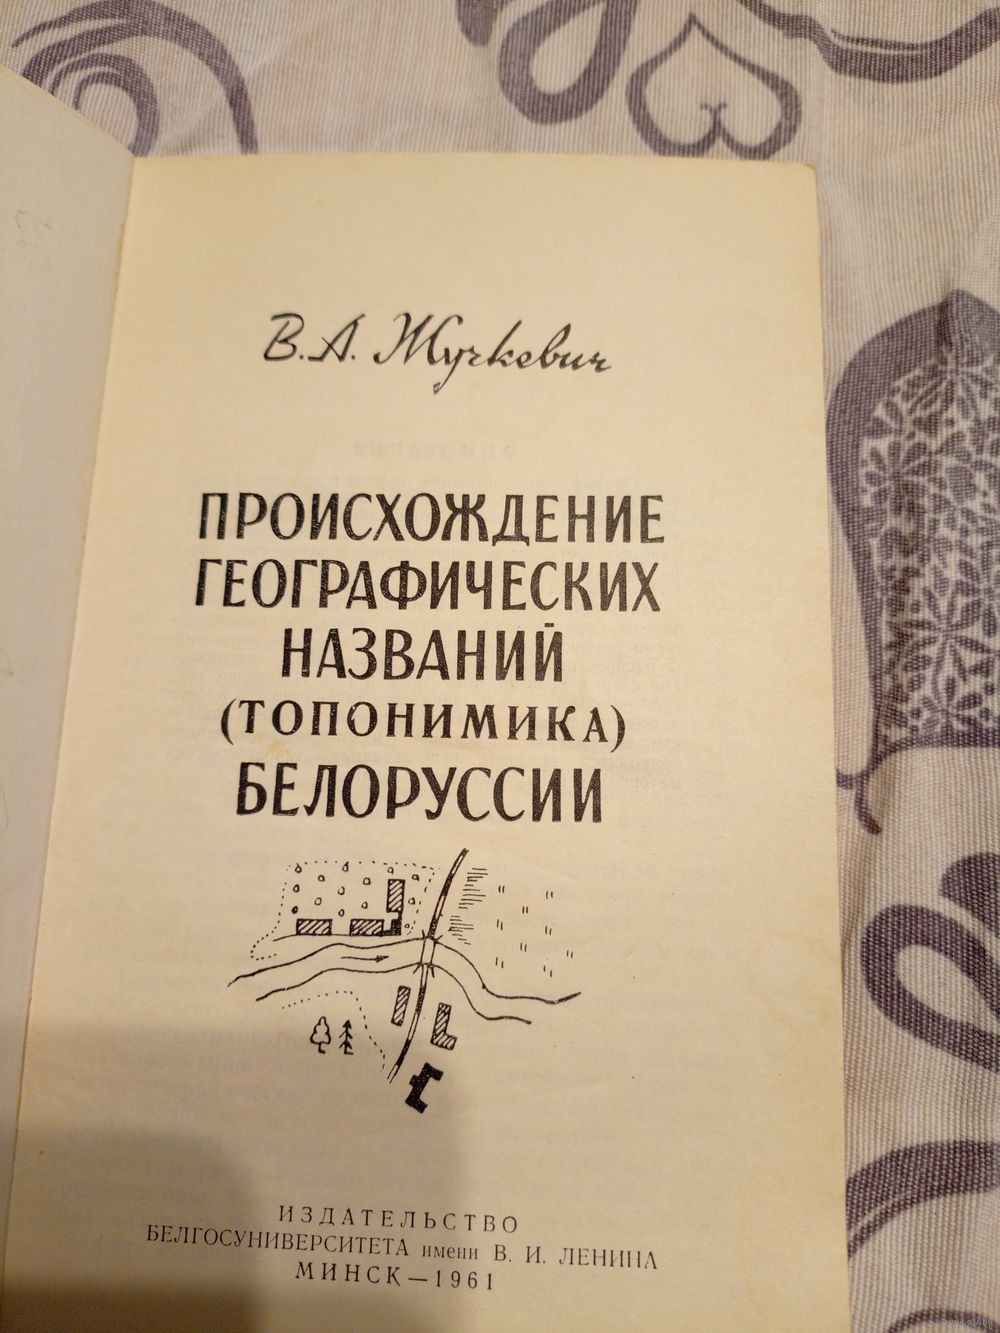 В. А. Жучкевич
ПРОИСХОЖДЕНИЕ
ГЕОГРАФИЧЕСКИХ
НАЗВАНИЙ
(ТОПОНИМИКА)
БЕЛОРУССИИ
ИЗДАТЕЛЬСТВО
БЕЛГОСУНИВЕРСИТЕТА имени В. И. ЛЕНИНА
МИНСК — 1961